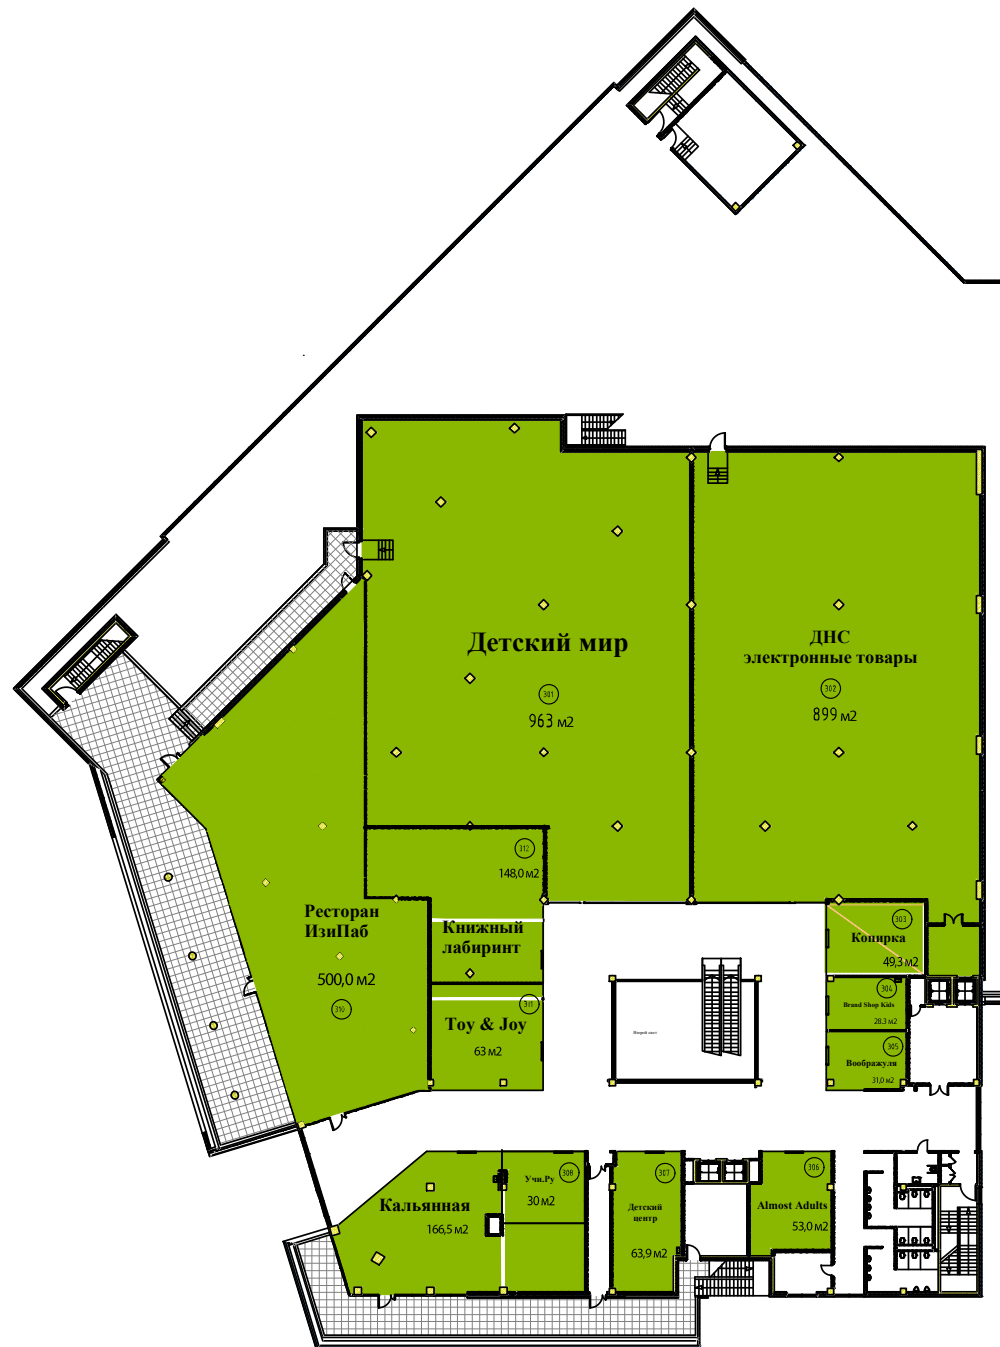 Детский мир
301
963 м2
ДНС
электронные товары
302
899 м2
312
148,0 м2
Книжный
лабиринт
Ресторан
ИзиПаб
500,0 м2
310
311
Toy & Joy
63 м2
303
Копирка
49,3 м2
304
Brand Shop Kids
28.3 м2
305
Воображуля
31,0 м2
Второй свет
Кальянная
166,5 м2
308
Учи.Ру
30 м2
307
Детский
центр
63,9 м2
306
Almost Adults
53,0 м2